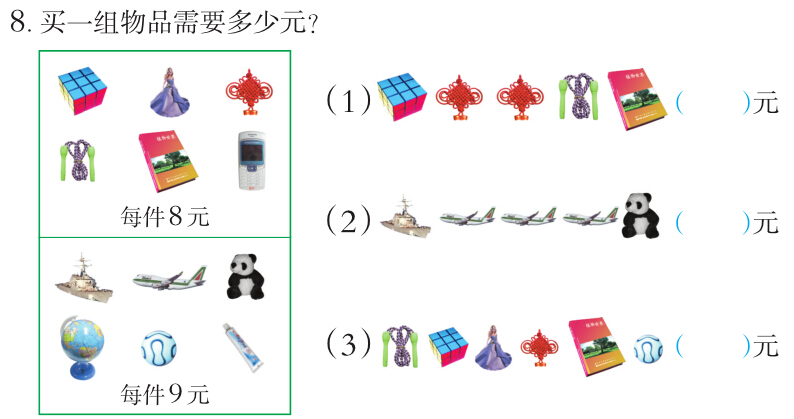 8. 买一组物品需要多少元?
每件8元
每件9元
(1) ( )元
(2) ( )元
(3) ( )元